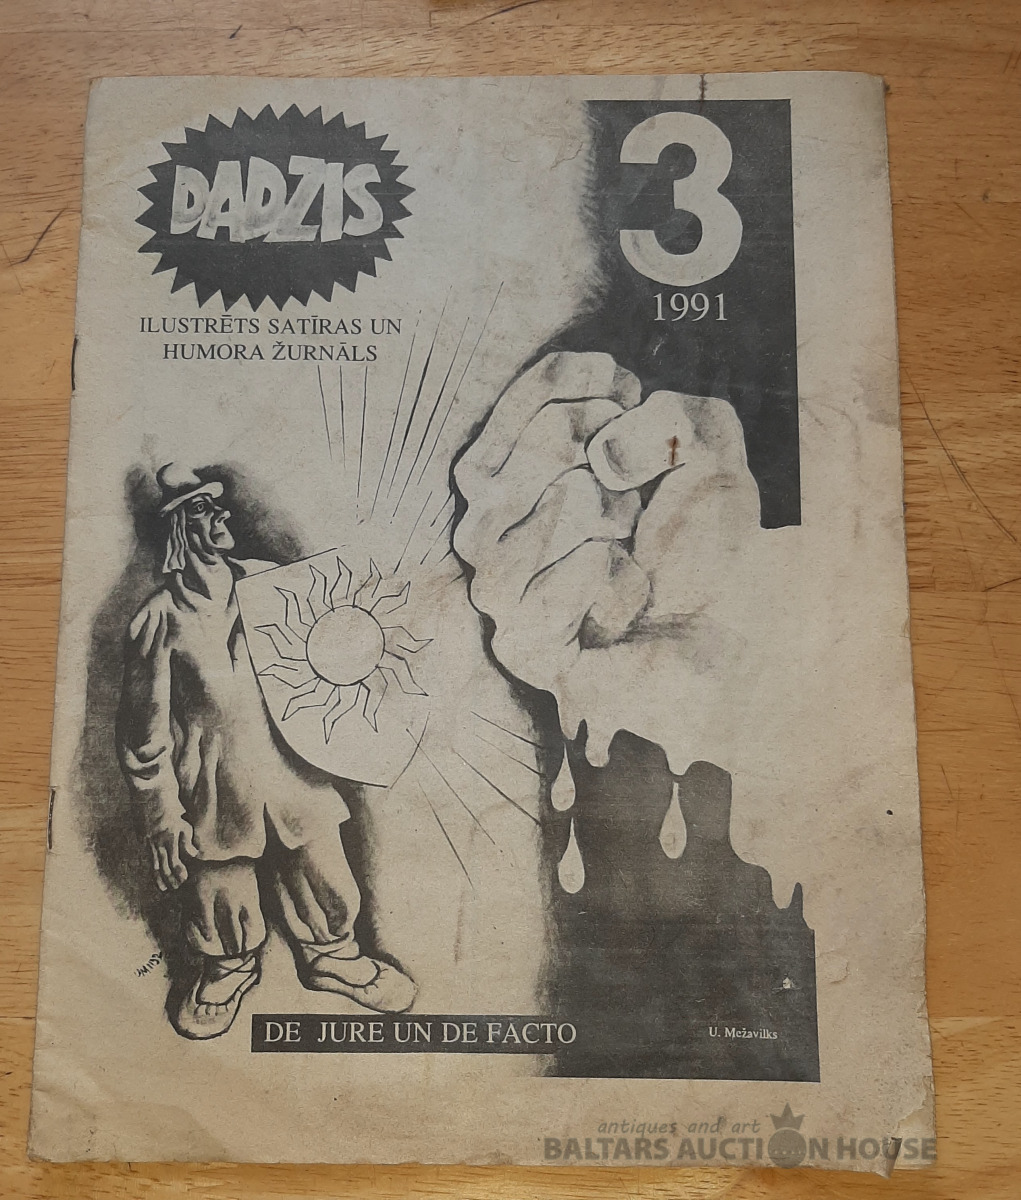 DADZIS
ILUSTRĒTS SATĪRAS UN
HUMORA ŽURNĀLS
3
1991
DE JURE UN DE FACTO
U. Mežavilks
antiques and art
BALTARS AUCTION HOUSE